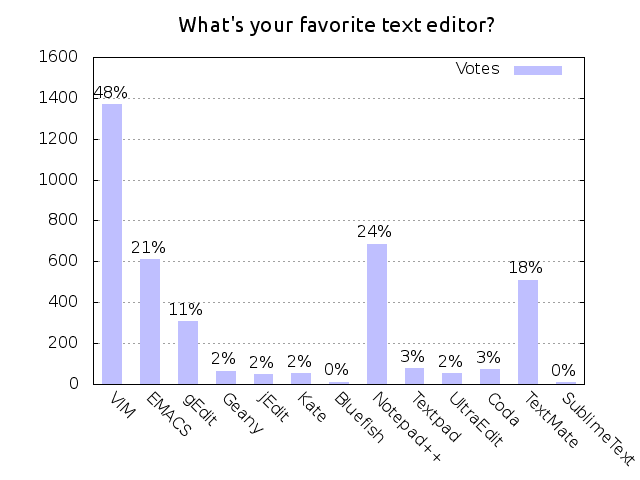 What's your favorite text editor?
Votes
1600
1400
1200
1000
800
600
400
200
0
48%
21%
11%
2%
2%
2%
0%
24%
3%
2%
3%
18%
0%
VIM
EMACS
gEdit
Geany
jEdit
Kate
Bluefish
Notepad++
Textpad
UltraEdit
Coda
TextMate
SublimeText